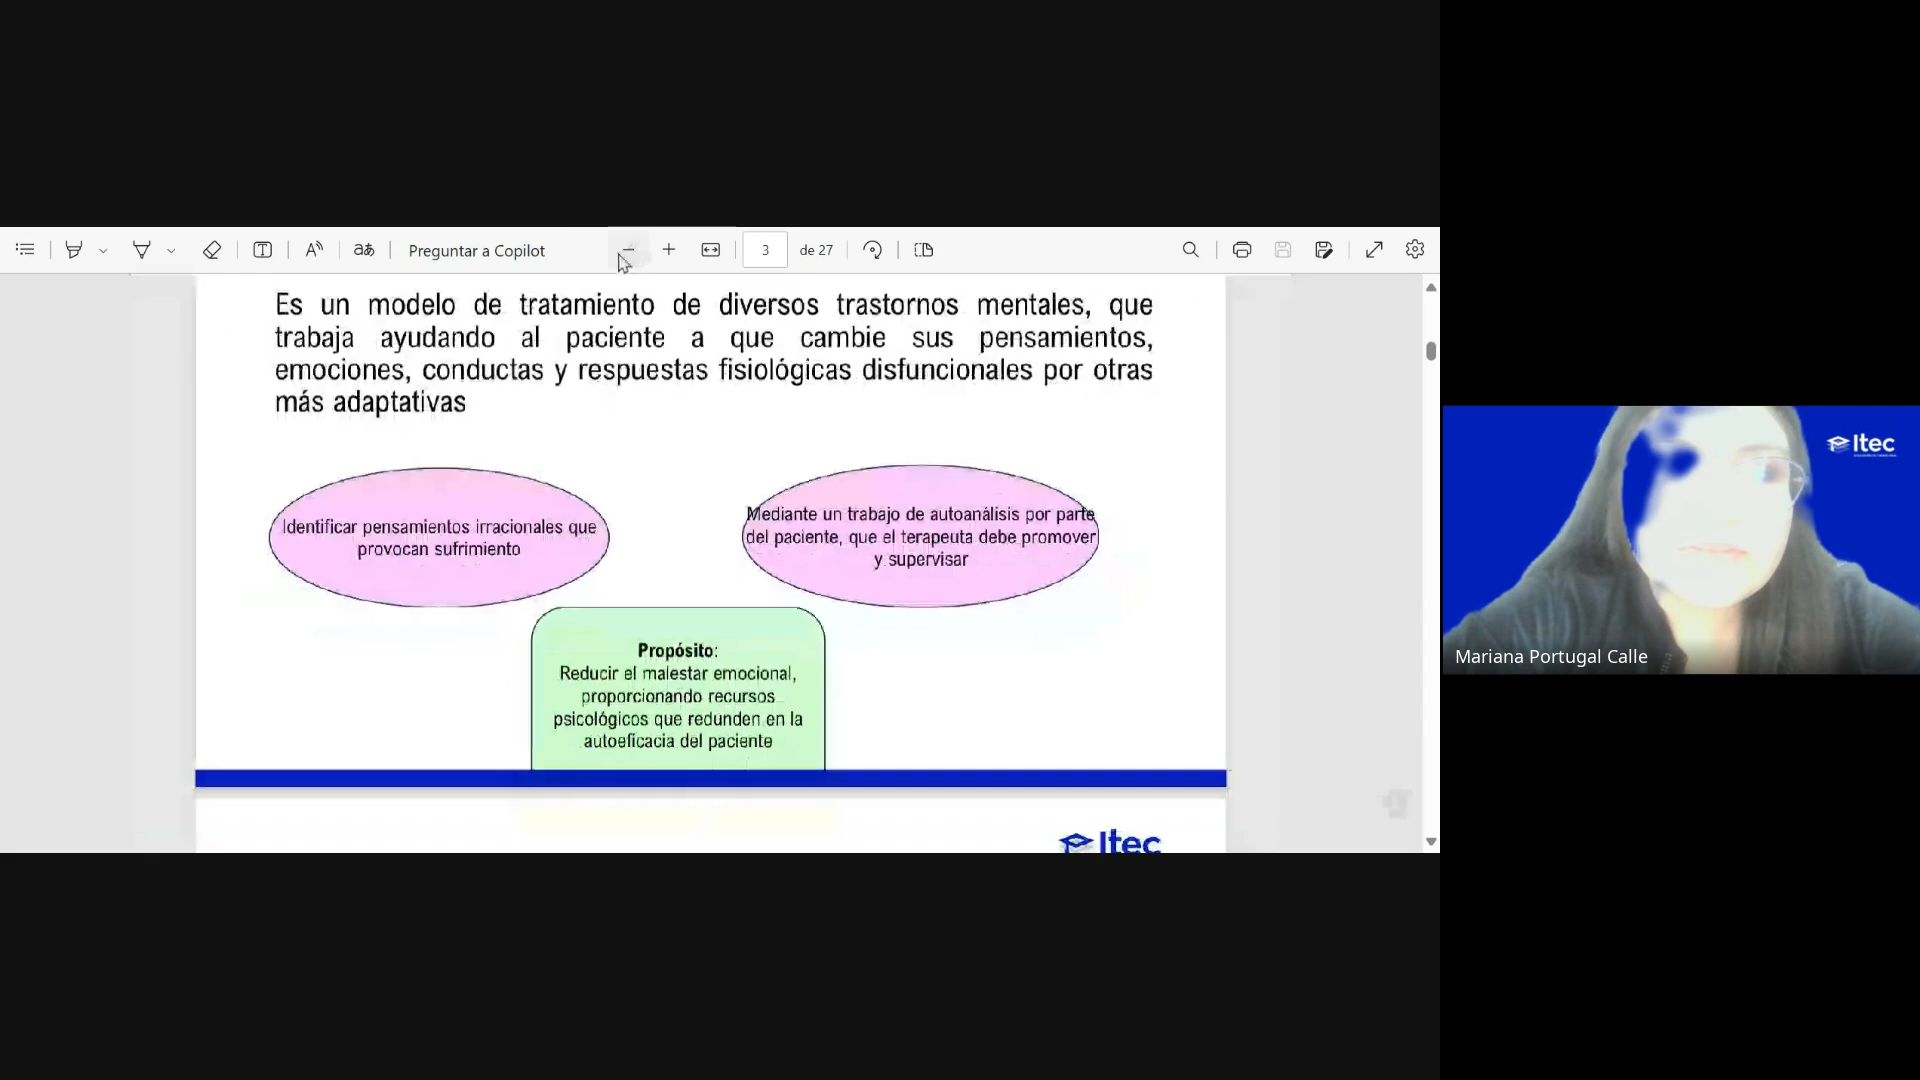 Preguntar a Copilot
3
de 27
Es un modelo de tratamiento de diversos trastornos mentales, que
trabaja ayudando al paciente a que cambie sus pensamientos,
emociones, conductas y respuestas fisiológicas disfuncionales por otras
más adaptativas
Identificar pensamientos irracionales que
provocan sufrimiento
Mediante un trabajo de autoanálisis por parte
del paciente, que el terapeuta debe promover
y supervisar
Propósito:
Reducir el malestar emocional,
proporcionando recursos
psicológicos que redunden en la
autoeficacia del paciente
Itec
Itec
Mariana Portugal Calle